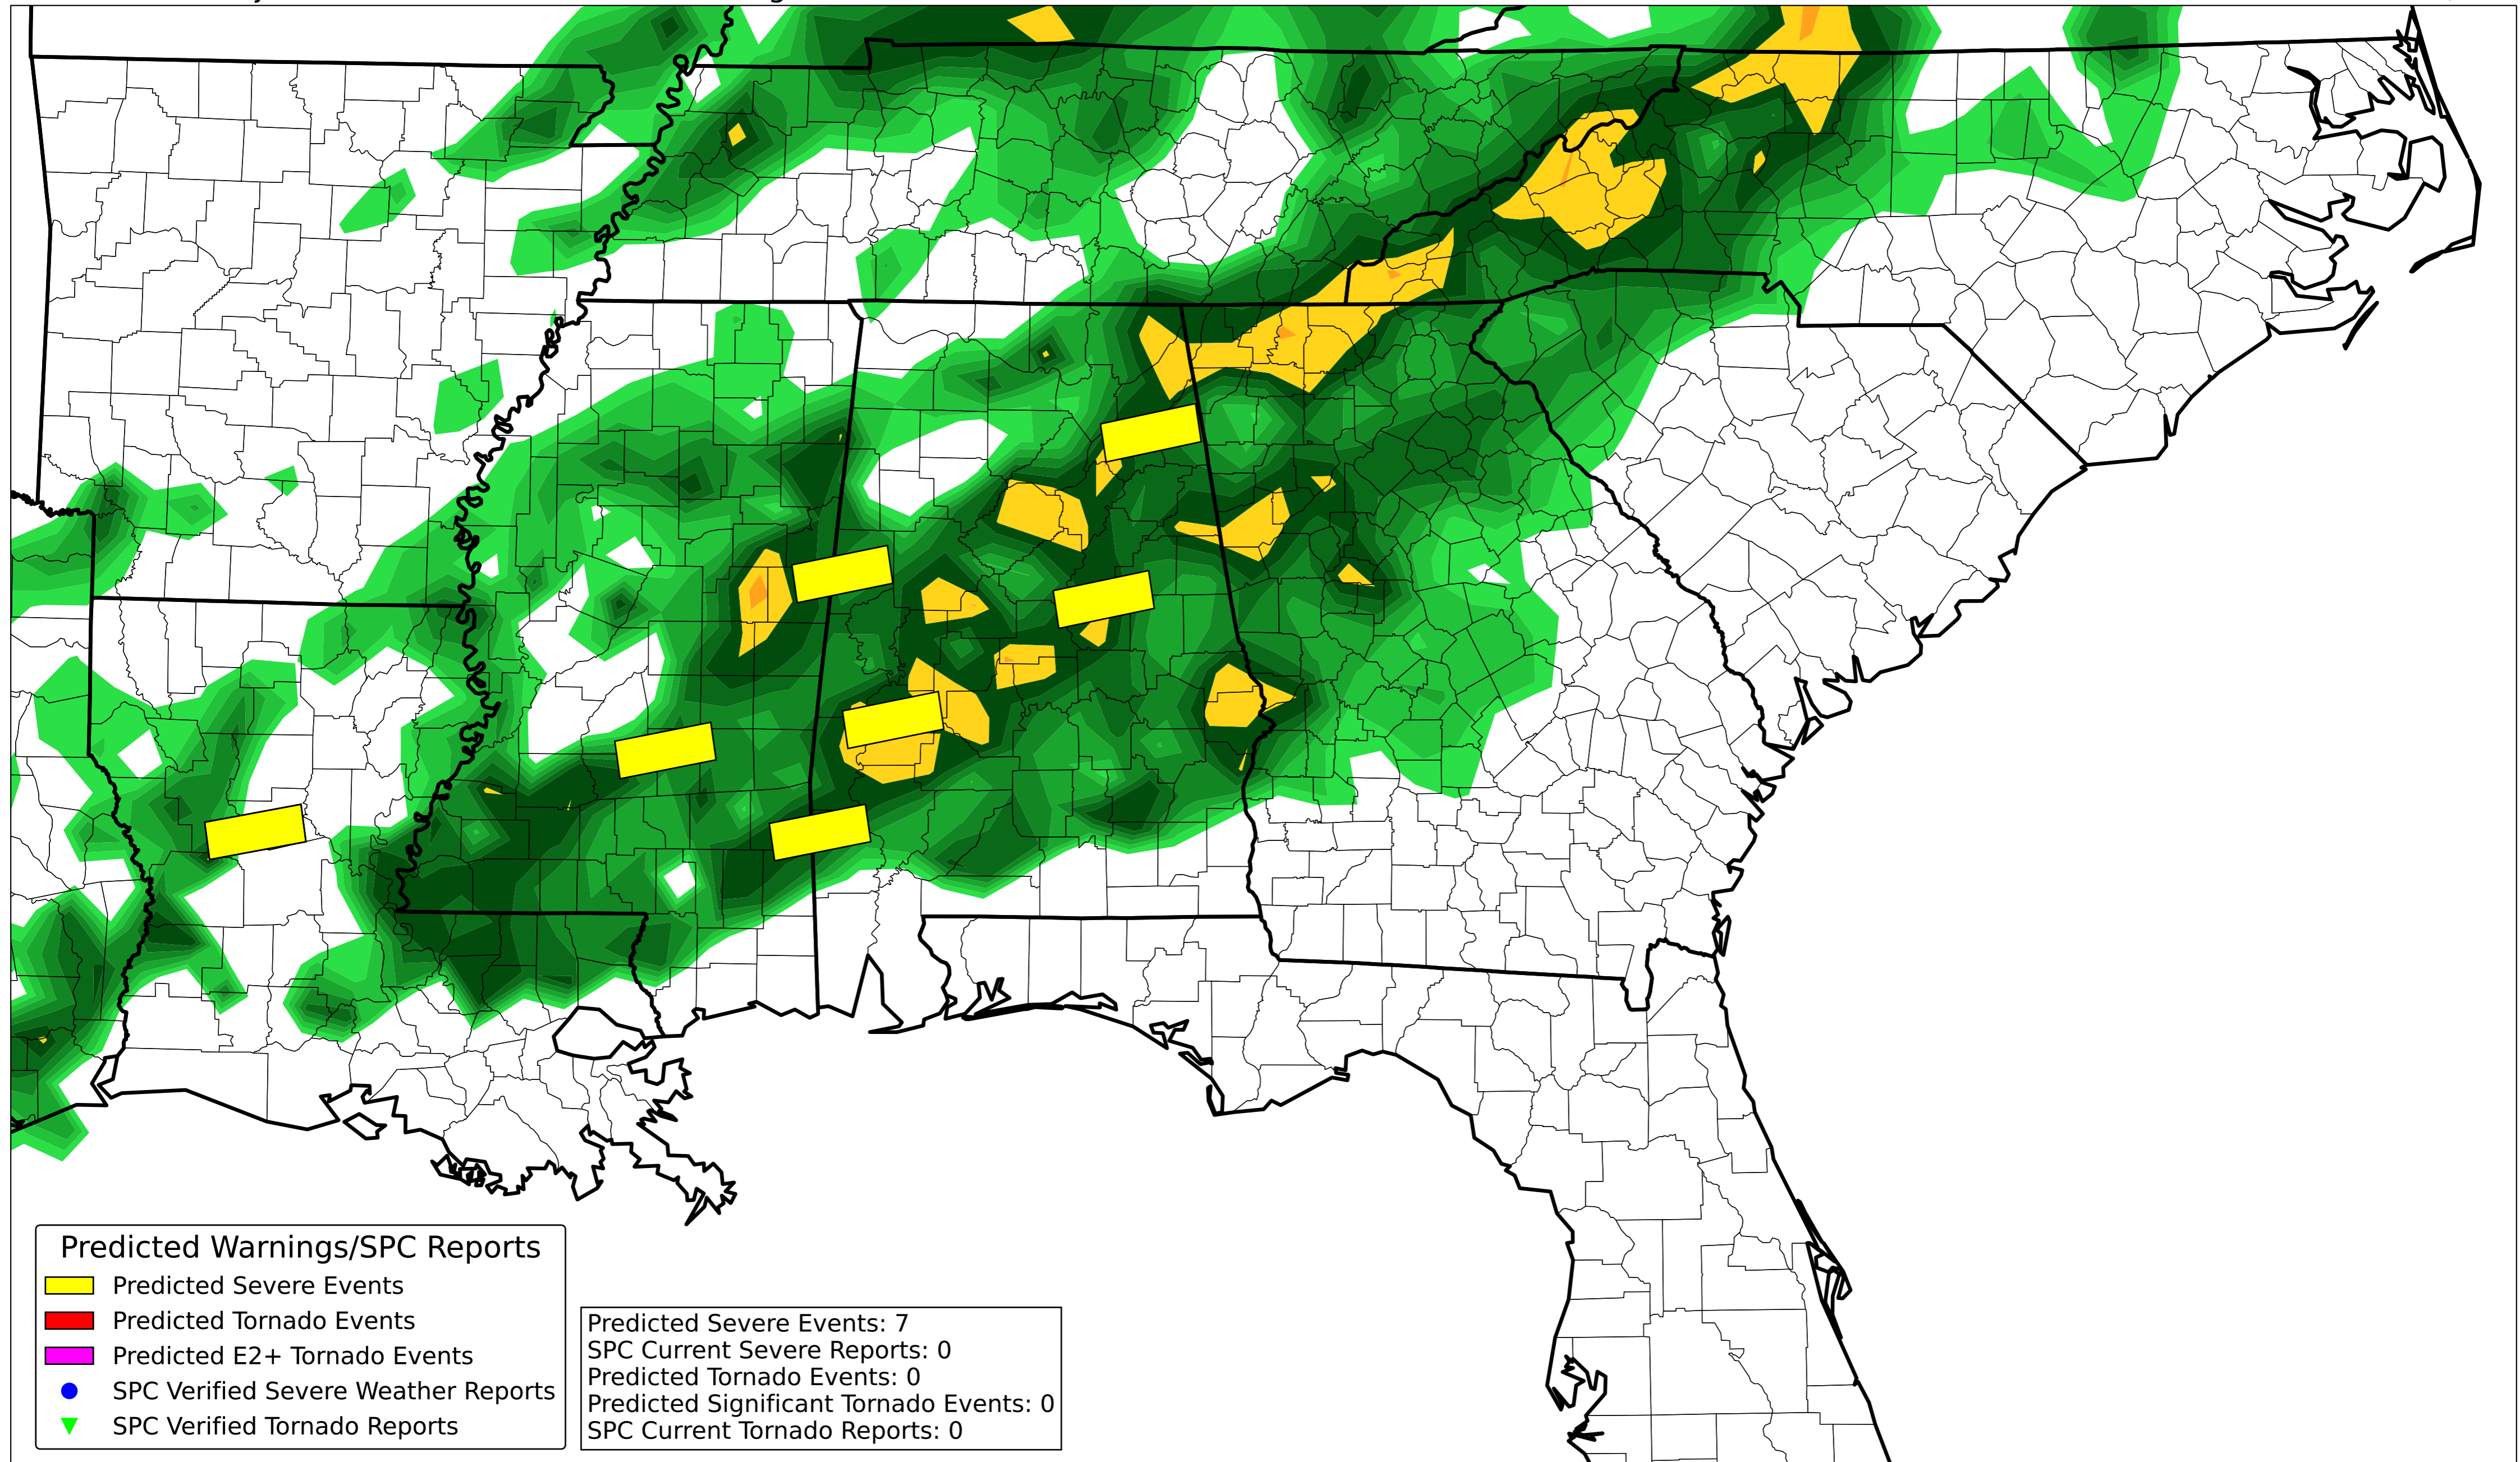 Predicted Warnings/SPC Reports
Predicted Severe Events
Predicted Tornado Events
Predicted E2+ Tornado Events
SPC Verified Severe Weather Reports
SPC Verified Tornado Reports
Predicted Severe Events: 7
SPC Current Severe Reports: 0
Predicted Tornado Events: 0
Predicted Significant Tornado Events: 0
SPC Current Tornado Reports: 0